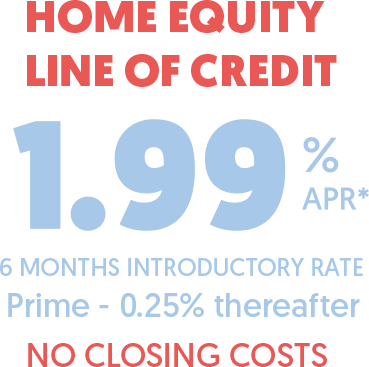 HOME EQUITY
LINE OF CREDIT
1.99% APR*
6 MONTHS INTRODUCTORY RATE
Prime - 0.25% thereafter
NO CLOSING COSTS